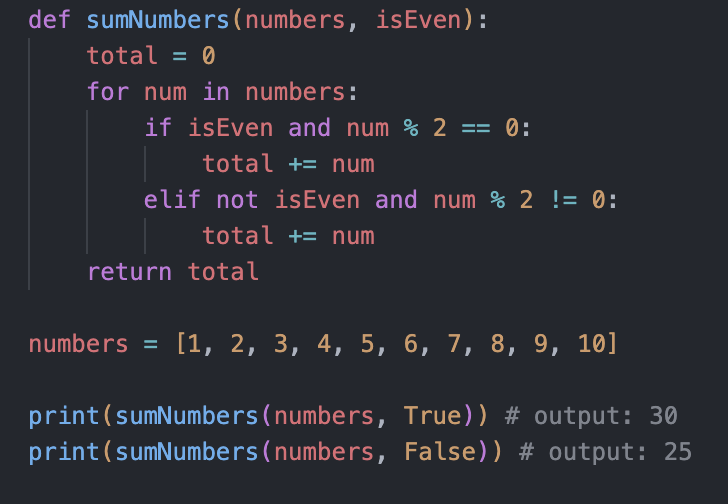 def sumNumbers(numbers, isEven):
    total = 0
    for num in numbers:
        if isEven and num % 2 == 0:
            total += num
        elif not isEven and num % 2 != 0:
            total += num
    return total

numbers = [1, 2, 3, 4, 5, 6, 7, 8, 9, 10]

print(sumNumbers(numbers, True)) # output: 30
print(sumNumbers(numbers, False)) # output: 25